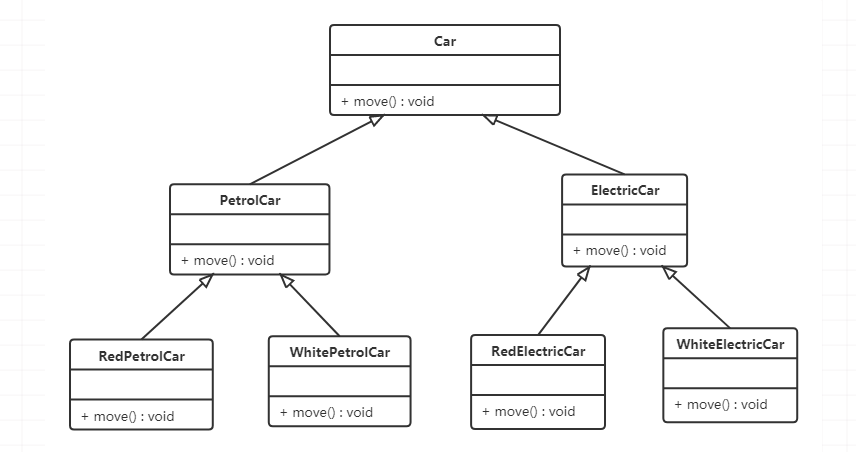 Car
+ move() : void
PetrolCar
+ move() : void
ElectricCar
+ move() : void
RedPetrolCar
+ move() : void
WhitePetrolCar
+ move() : void
RedElectricCar
+ move() : void
WhiteElectricCar
+ move() : void